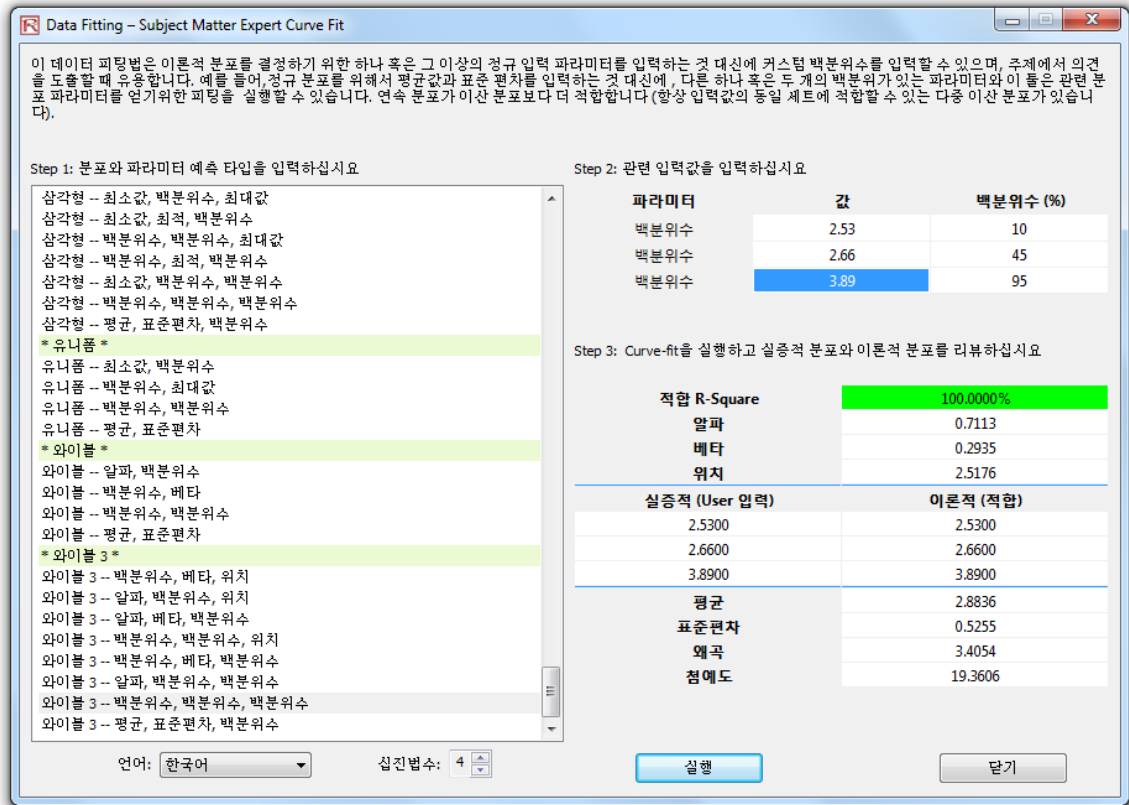 Data Fitting – Subject Matter Expert Curve Fit
이 데이터 피팅법은 이론적 분포를 결정하기 위한 하나 혹은 그 이상의 정규 입력 파라미터를 입력하는 것 대신에 커스텀 백분위수를 입력할 수 있으며, 주제에서 의견
을 도출할 때 유용합니다. 예를 들어,정규 분포를 위해서 평균값과 표준 편차를 입력하는 것 대신에 , 다른 하나 혹은 두 개의 백분위가 있는 파라미터와 이 둘은 관련 분
포 파라미터를 얻기위한 피팅을 실행할 수 있습니다. 연속 분포가 이산 분포보다 더 적합합니다 (항상 입력값의 동일 세트에 적합할 수 있는 다중 이산 분포가 있습니
다).
Step 1: 분포와 파라미터 예측 타입을 입력하십시요
삼각형 -- 최소값, 백분위수, 최대값
삼각형 -- 최소값, 최적, 백분위수
삼각형 -- 백분위수, 백분위수, 최대값
삼각형 -- 백분위수, 최적, 백분위수
삼각형 -- 최소값, 백분위수, 백분위수
삼각형 -- 백분위수, 백분위수, 백분위수
삼각형 -- 평균, 표준편차, 백분위수
* 유니폼 *
유니폼 -- 최소값, 백분위수
유니폼 -- 백분위수, 최대값
유니폼 -- 백분위수, 백분위수
유니폼 -- 평균, 표준편차
* 와이블 *
와이블 -- 알파, 백분위수
와이블 -- 백분위수, 베타
와이블 -- 백분위수, 백분위수
와이블 -- 평균, 표준편차
* 와이블 3 *
와이블 3 -- 백분위수, 베타, 위치
와이블 3 -- 알파, 백분위수, 위치
와이블 3 -- 알파, 베타, 백분위수
와이블 3 -- 백분위수, 백분위수, 위치
와이블 3 -- 백분위수, 베타, 백분위수
와이블 3 -- 알파, 백분위수, 백분위수
와이블 3 -- 백분위수, 백분위수, 백분위수
와이블 3 -- 평균, 표준편차, 백분위수
언어: 한국어 십진법수: 4
Step 2: 관련 입력값을 입력하십시요
파라미터 값 백분위수 (%)
백분위수 2.53 10
백분위수 2.66 45
백분위수 3.89 95
Step 3: Curve-fit을 실행하고 실증적 분포와 이론적 분포를 리뷰하십시요
적합 R-Square 100.0000%
알파 0.7113
베타 0.2935
위치 2.5176
실증적 (User 입력) 이론적 (적합)
2.5300 2.5300
2.6600 2.6600
3.8900 3.8900
평균 2.8836
표준편차 0.5255
왜곡 3.4054
첨예도 19.3606
실행 닫기